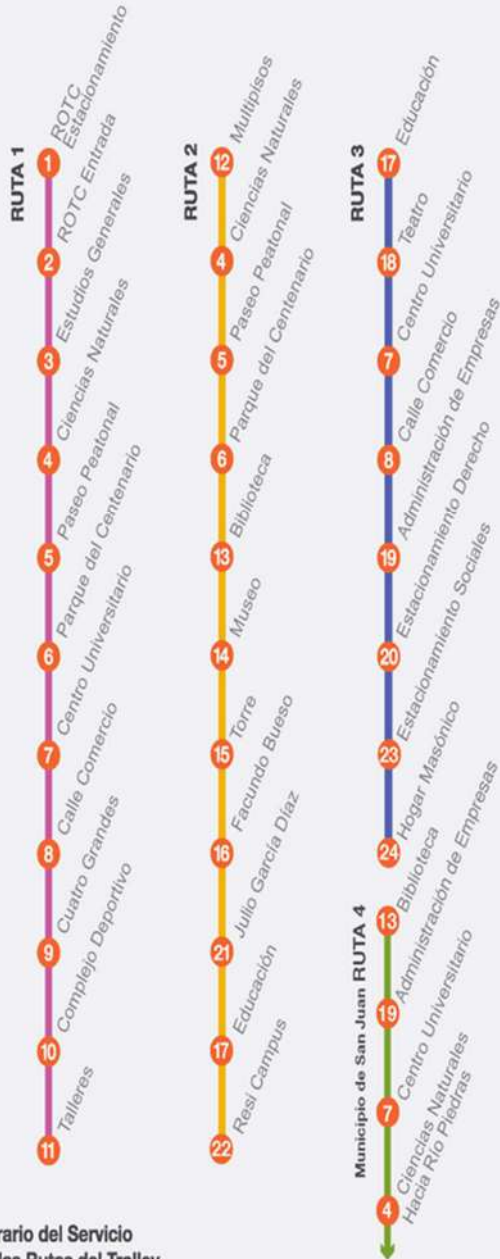 RUTA 1
1
ROTC
Estacionamiento
2
ROTC Entrada
3
Estudios Generales
4
Ciencias Naturales
5
Paseo Peatonal
6
Parque del Centenario
7
Centro Universitario
8
Calle Comercio
9
Cuatro Grandes
10
Complejo Deportivo
11
Talleres
RUTA 2
12
Multipisos
4
Ciencias Naturales
5
Paseo Peatonal
6
Parque del Centenario
13
Biblioteca
14
Museo
15
Torre
16
Facundo Bueso
21
Julio García Díaz
17
Educación
22
Resi Campus
RUTA 3
17
Educación
18
Teatro
7
Centro Universitario
8
Calle Comercio
19
Administración de Empresas
20
Estacionamiento Derecho
23
Estacionamiento Sociales
24
Hogar Masónico
Municipio de San Juan RUTA 4
13
Biblioteca
19
Administración de Empresas
7
Centro Universitario
4
Ciencias Naturales
Hacia Río Piedras
rario del Servicio